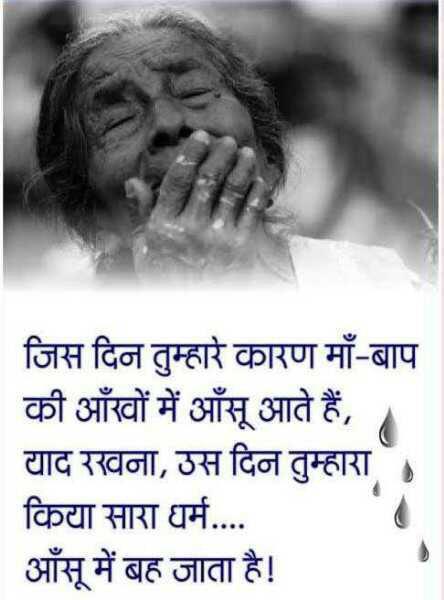 जिस दिन तुम्हारे कारण माँ-बाप
की आँखों में आँसू आते हैं,
याद रखना, उस दिन तुम्हारा
किया सारा धर्म....
आँसू में बह जाता है!